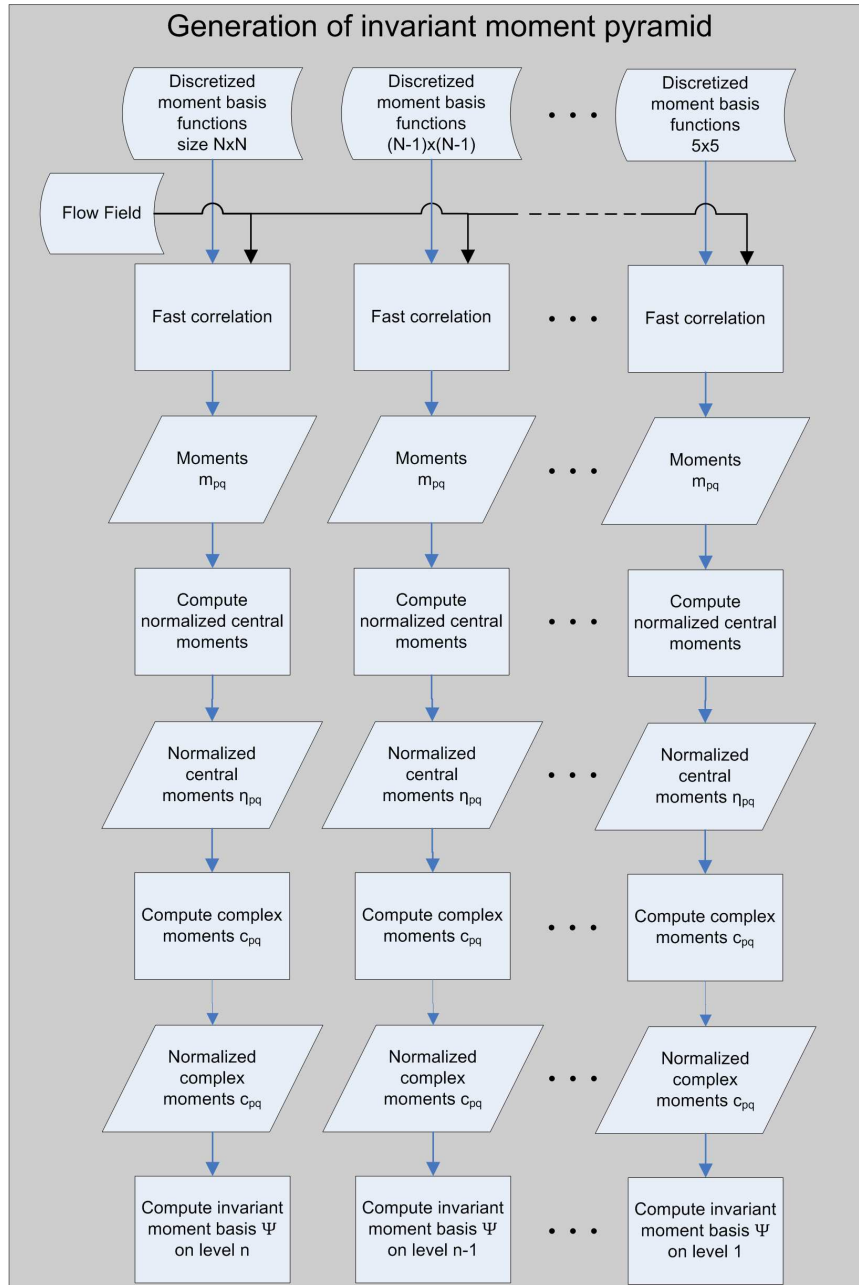 Generation of invariant moment pyramid
Discretized
moment basis
functions
size NxN
Discretized
moment basis
functions
(N-1)x(N-1)
Discretized
moment basis
functions
5x5
Flow Field
Fast correlation
Fast correlation
Fast correlation
Moments
mpq
Moments
mpq
Moments
mpq
Compute
normalized central
moments
Compute
normalized central
moments
Compute
normalized central
moments
Normalized
central
moments ηpq
Normalized
central
moments ηpq
Normalized
central
moments ηpq
Compute complex
moments cpq
Compute complex
moments cpq
Compute complex
moments cpq
Normalized
complex
moments cpq
Normalized
complex
moments cpq
Normalized
complex
moments cpq
Compute invariant
moment basis Ψ
on level n
Compute invariant
moment basis Ψ
on level n-1
Compute invariant
moment basis Ψ
on level 1